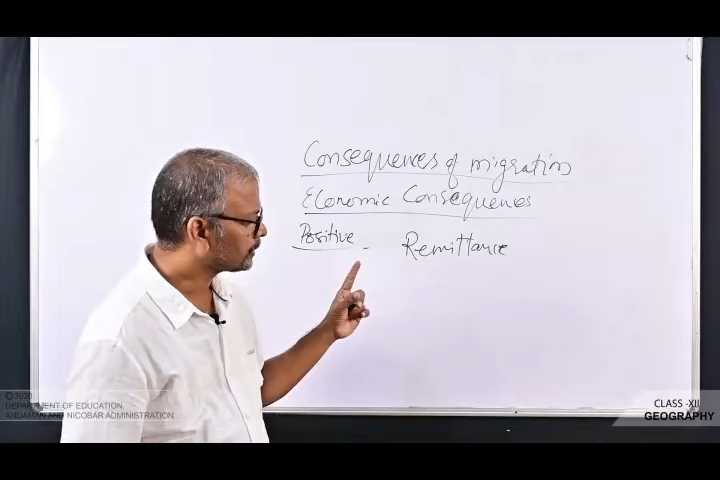 Consequences of migration
Economic Consequences
Positive - Remittance
©2020
DEPARTMENT OF EDUCATION
ANDAMAN AND NICOBAR ADMINISTRATION
CLASS -XII
GEOGRAPHY